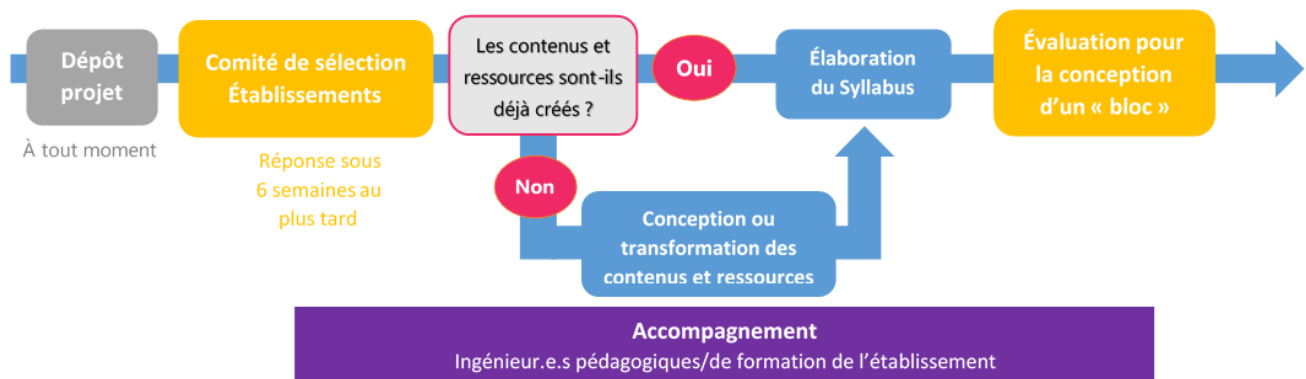 Dépôt
projet
À tout moment
Comité de sélection
Établissements
Réponse sous
6 semaines au
plus tard
Les contenus et
ressources sont-ils
déjà créés ?
Oui
Non
Conception ou
transformation des
contenus et ressources
Élaboration
du Syllabus
Évaluation pour
la conception
d'un « bloc »
Accompagnement
Ingénieur.e.s pédagogiques/de formation de l'établissement